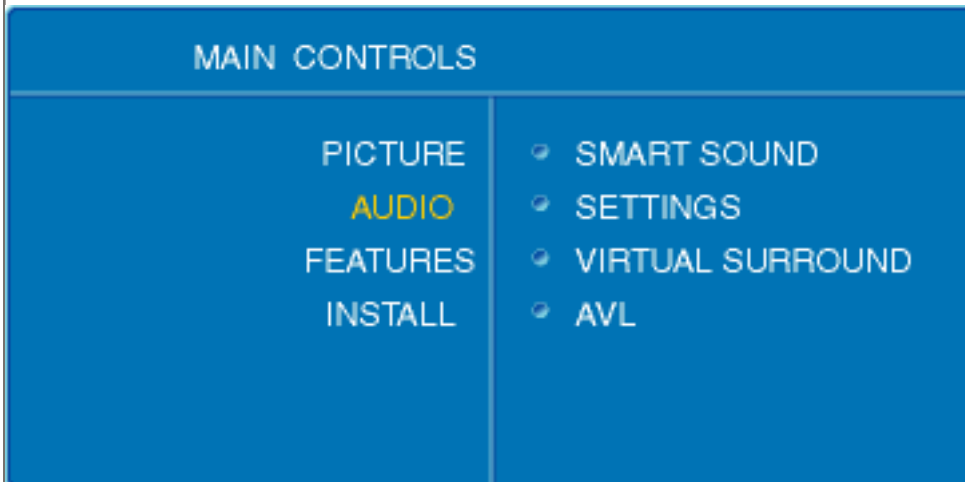 MAIN CONTROLS
PICTURE
AUDIO
FEATURES
INSTALL
SMART SOUND
SETTINGS
VIRTUAL SURROUND
AVL